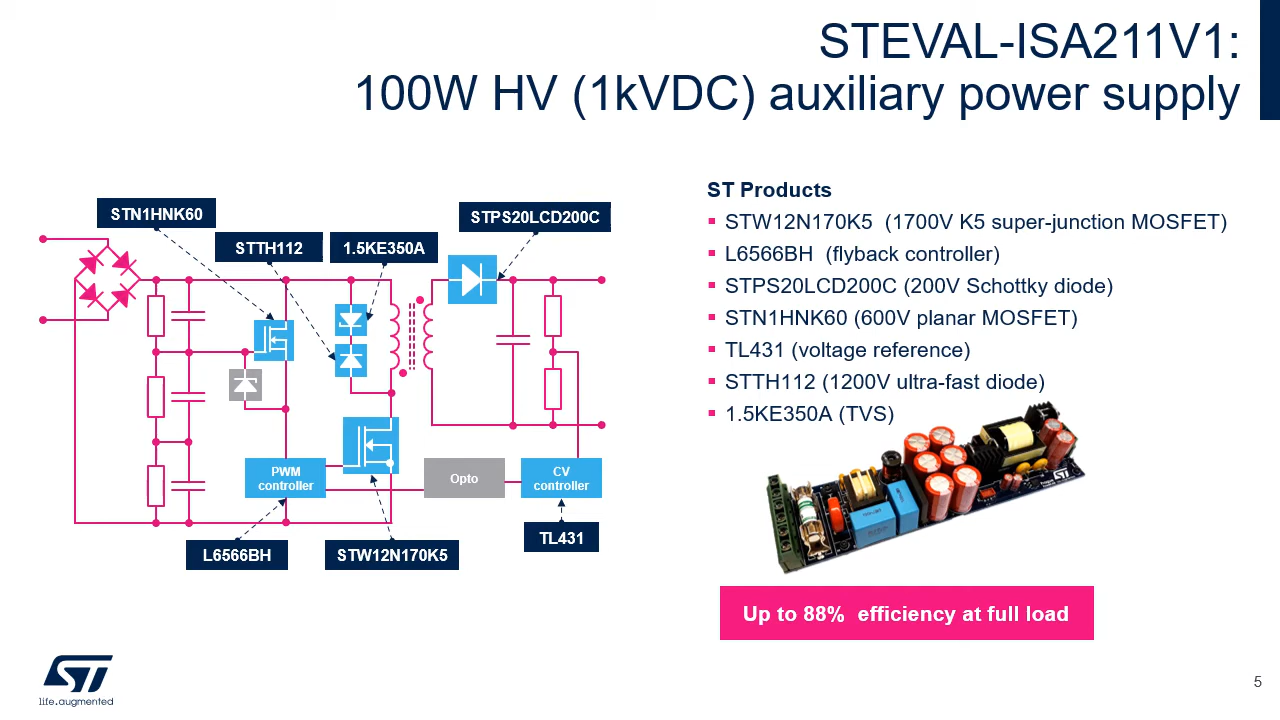 STEVAL-ISA211V1:
100W HV (1kVDC) auxiliary power supply
STN1HNK60
STTH112
1.5KE350A
STPS20LCD200C
PWM
controller
Opto
CV
controller
L6566BH
STW12N170K5
TL431
ST Products
▪ STW12N170K5 (1700V K5 super-junction MOSFET)
▪ L6566BH (flyback controller)
▪ STPS20LCD200C (200V Schottky diode)
▪ STN1HNK60 (600V planar MOSFET)
▪ TL431 (voltage reference)
▪ STTH112 (1200V ultra-fast diode)
▪ 1.5KE350A (TVS)
ST
Up to 88% efficiency at full load
ST
life.augmented
5